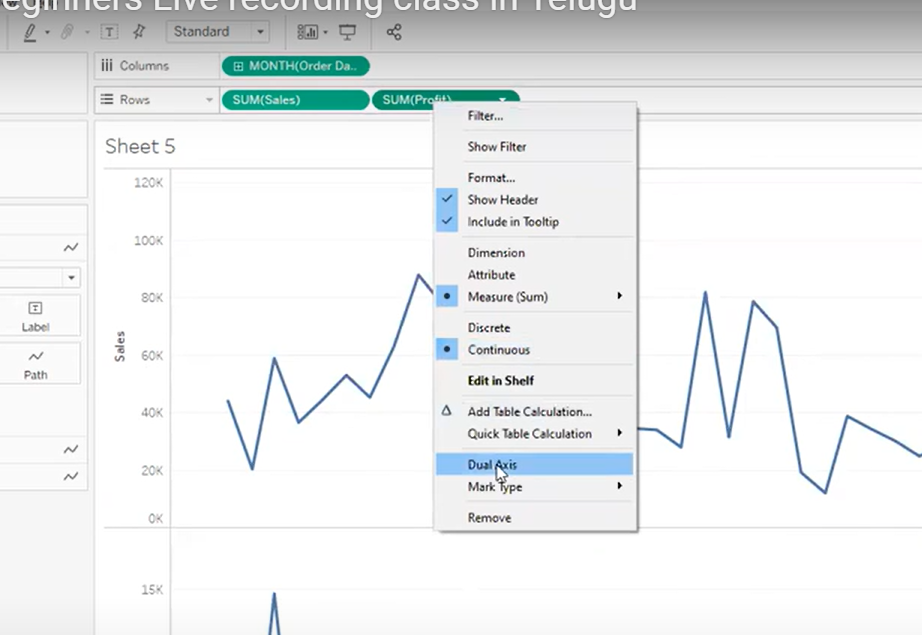 eginners Live recording class in Telugu
Standard
Columns
MONTH(Order Da..
Rows
SUM(Sales)
SUM(Profit)
Sheet 5
Filter...
Show Filter
Format...
Show Header
Include in Tooltip
Dimension
Attribute
Measure (Sum)
Discrete
Continuous
Edit in Shelf
Add Table Calculation...
Quick Table Calculation
Dual Axis
Mark Type
Remove
Label
Path
Sales
120K
100K
80K
60K
40K
20K
0K
15K